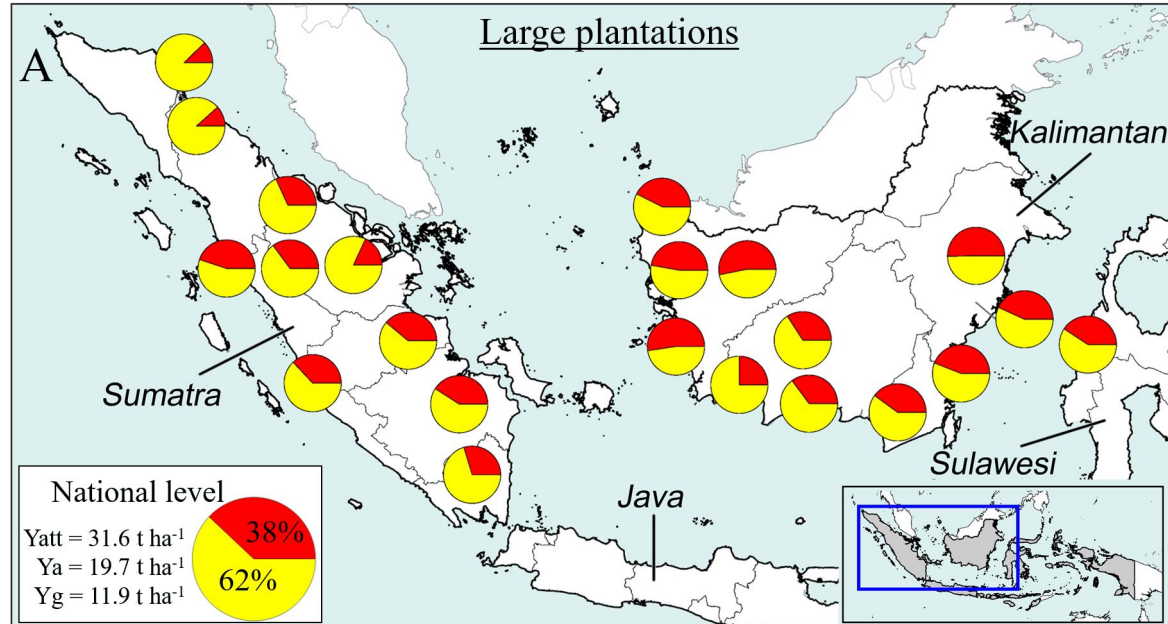 Large plantations
A
Kalimantan
Sumatra
Sulawesi
Java
National level
Yatt = 31.6 t ha⁻¹
Ya = 19.7 t ha⁻¹
Yg = 11.9 t ha⁻¹
38%
62%